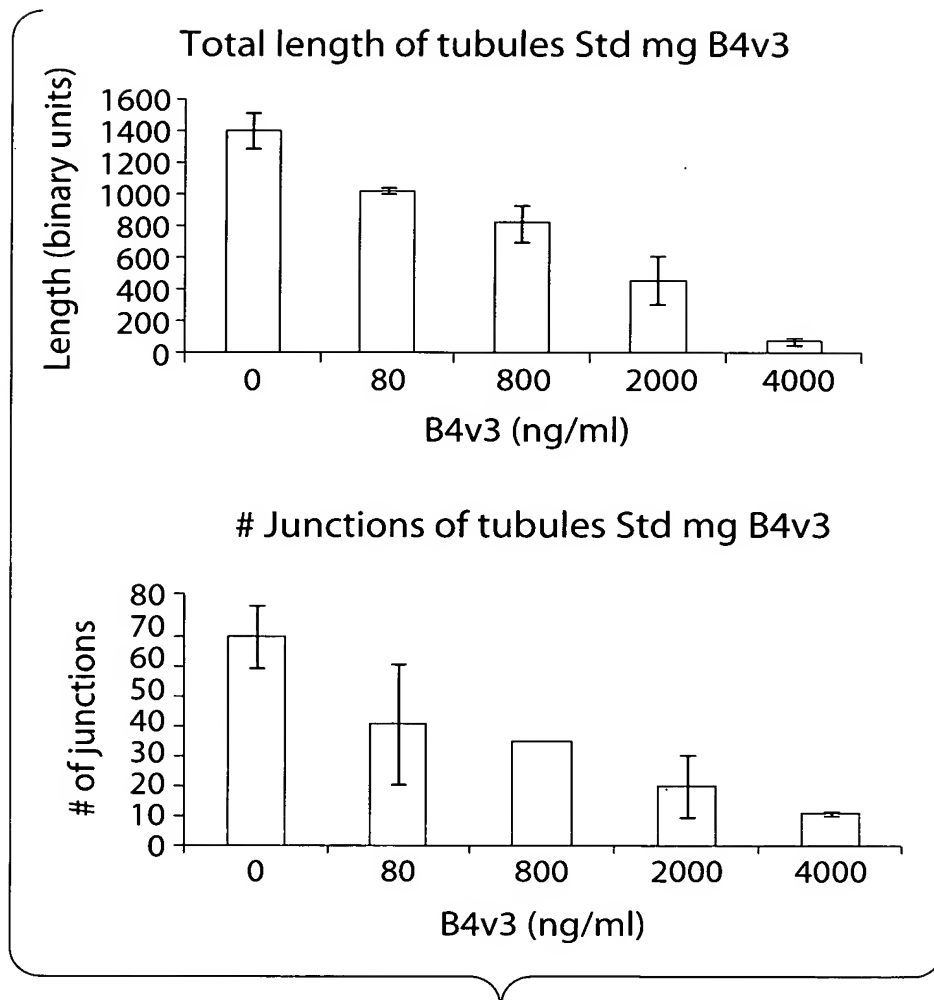 Total length of tubules Std mg B4v3
Length (binary units)
1600
1400
1200
1000
800
600
400
200
0
0 80 800 2000 4000
B4v3 (ng/ml)
# Junctions of tubules Std mg B4v3
# of junctions
80
70
60
50
40
30
20
10
0
0 80 800 2000 4000
B4v3 (ng/ml)